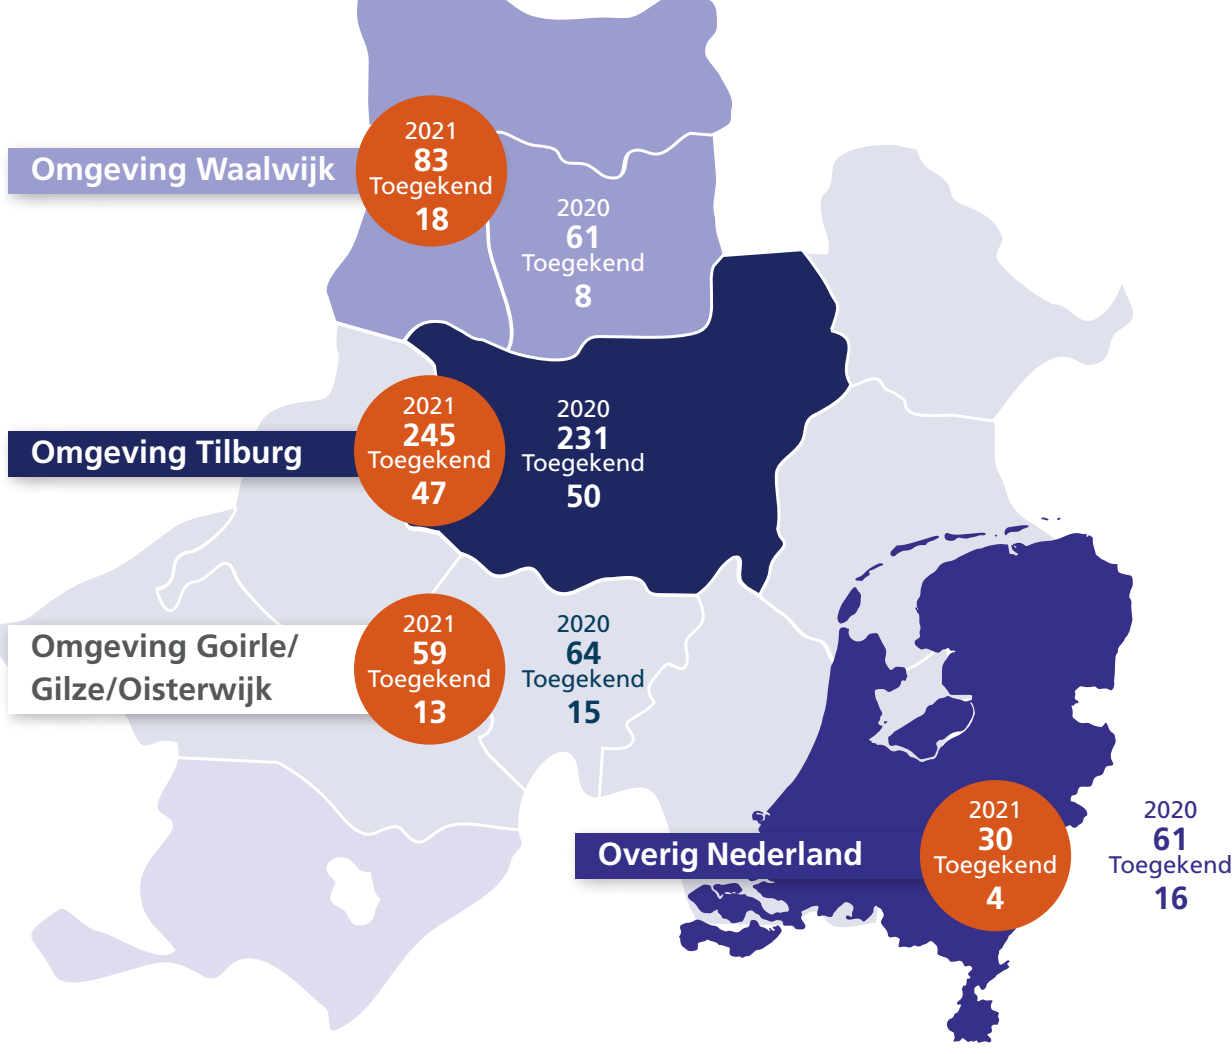 Omgeving Waalwijk
2021
83
Toegekend
18
2020
61
Toegekend
8
Omgeving Tilburg
2021
245
Toegekend
47
2020
231
Toegekend
50
Omgeving Goirle/
Gilze/Oisterwijk
2021
59
Toegekend
13
2020
64
Toegekend
15
Overig Nederland
2021
30
Toegekend
4
2020
61
Toegekend
16